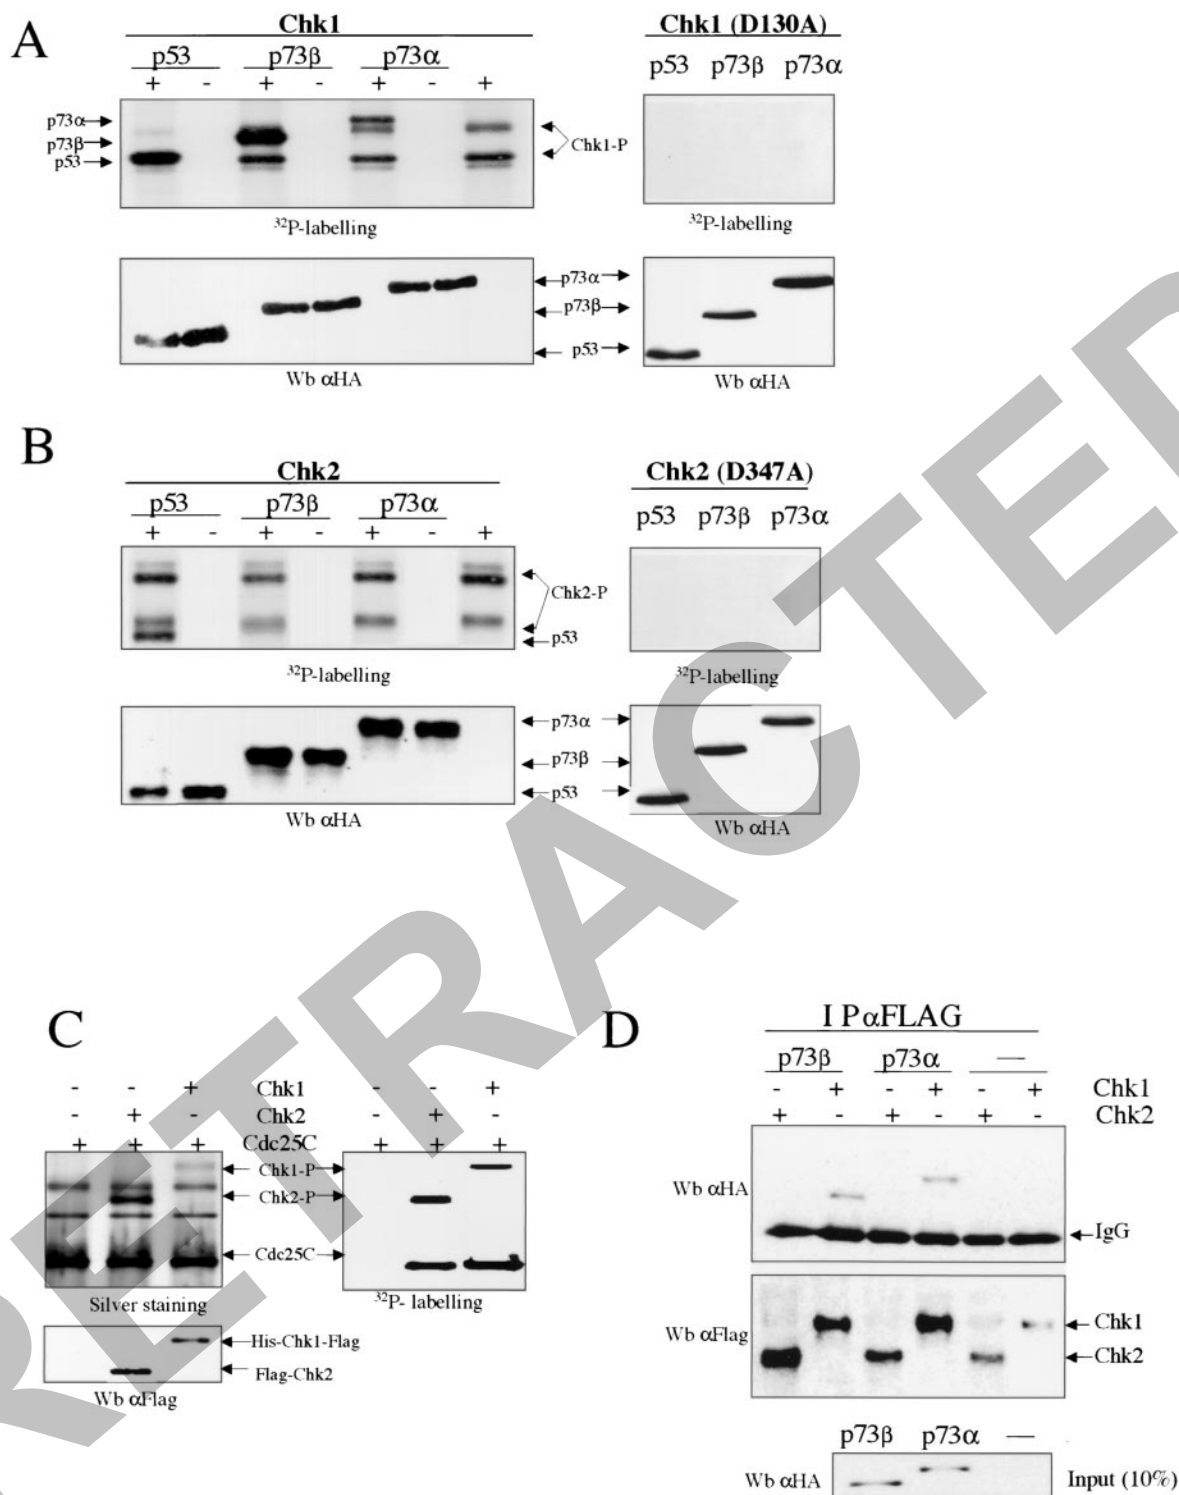 A
Chk1
Chk1 (D130A)
p53 p73β p73α
+ - + - + - +
p53 p73β p73α
p73α
p73β
p53
Chk1-P
32P-labelling
32P-labelling
p73α
p73β
p53
Wb αHA
Wb αHA
B
Chk2
Chk2 (D347A)
p53 p73β p73α
+ - + - + - +
p53 p73β p73α
Chk2-P
p53
32P-labelling
32P-labelling
p73α
p73β
p53
Wb αHA
Wb αHA
C
- - + Chk1 - - +
- + - Chk2 - + -
+ + + Cdc25C + + +
Chk1-P
Chk2-P
Cdc25C
Silver staining
32P- labelling
His-Chk1-Flag
Flag-Chk2
Wb αFlag
D
I P αFLAG
p73β p73α —
- + - + - + Chk1
+ - + - + - Chk2
Wb αHA
IgG
Wb αFlag
Chk1
Chk2
p73β p73α —
Wb αHA
Input (10%)
RETRACTED